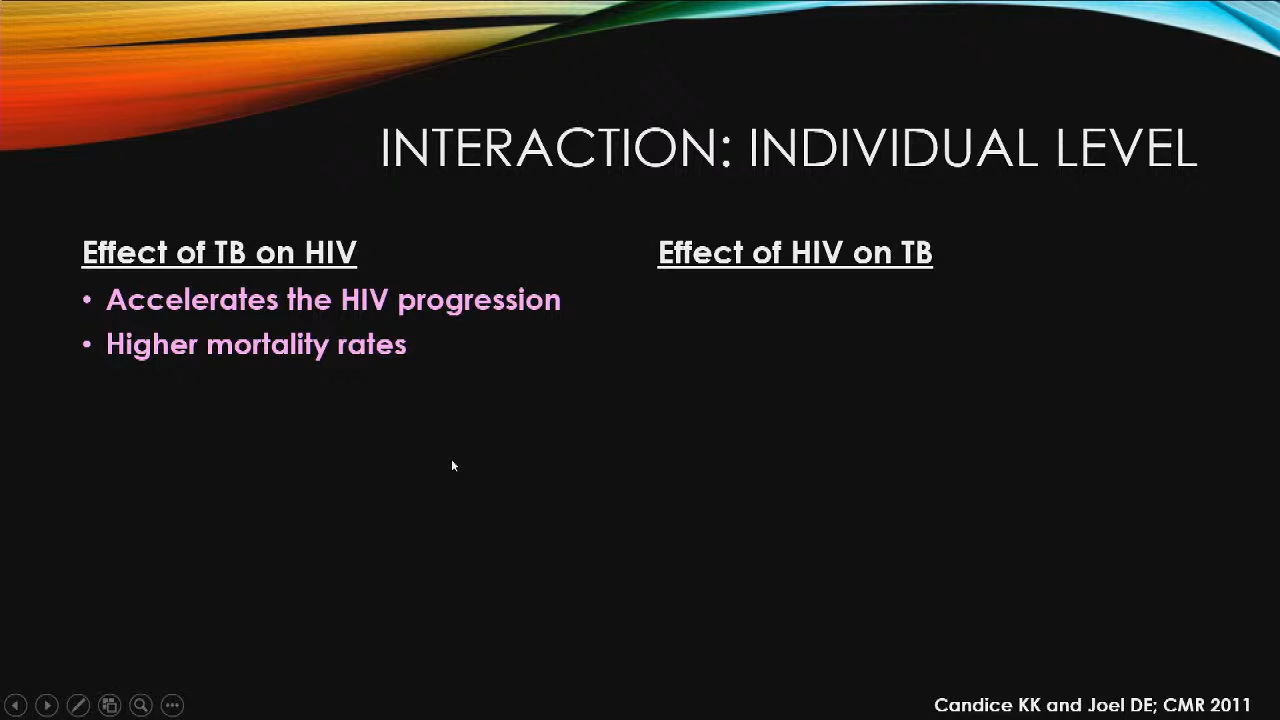 INTERACTION: INDIVIDUAL LEVEL
Effect of TB on HIV
• Accelerates the HIV progression
• Higher mortality rates
Effect of HIV on TB
Candice KK and Joel DE; CMR 2011